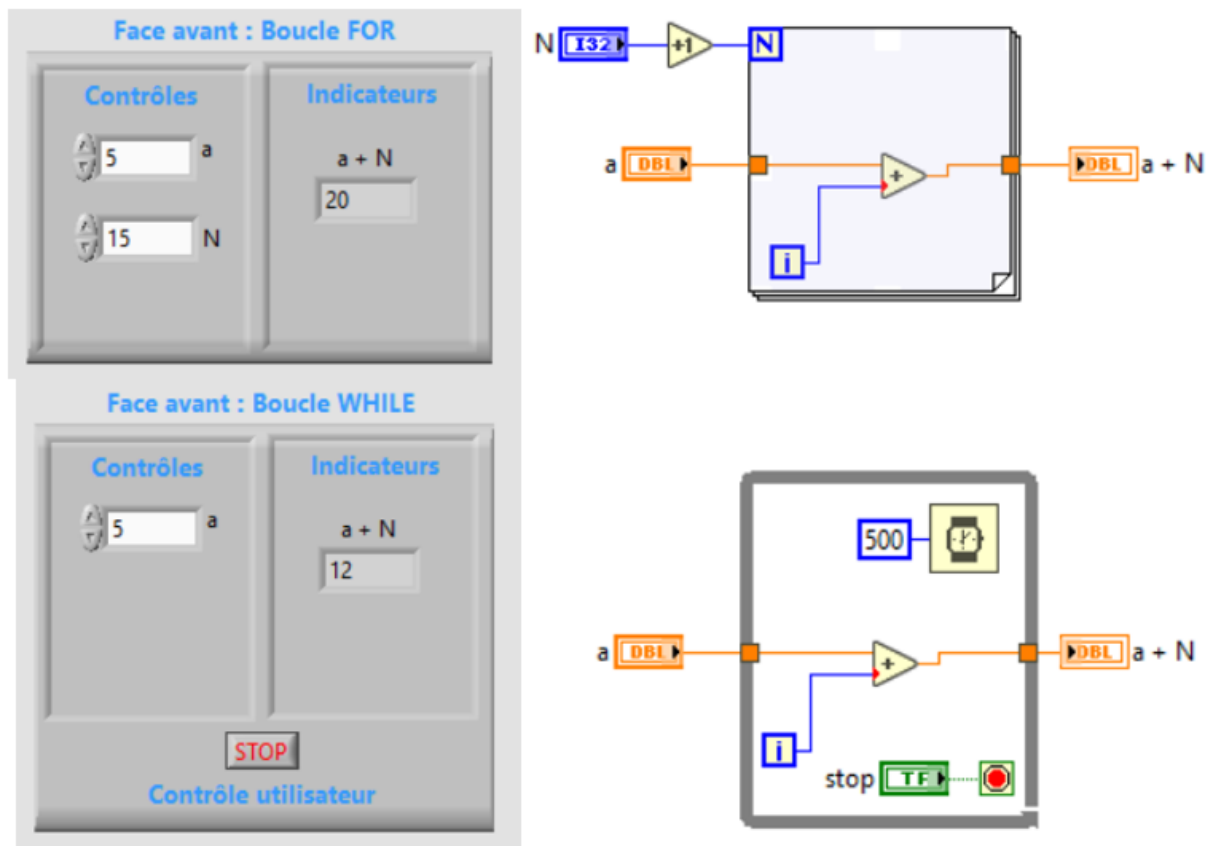 Face avant : Boucle FOR
Contrôles
Indicateurs
5
a
a + N
20
15
N
N
I32
+1
N
a
DBL
+
DBL
a + N
i
Face avant : Boucle WHILE
Contrôles
Indicateurs
5
a
a + N
12
STOP
Contrôle utilisateur
500
a
DBL
+
DBL
a + N
i
stop
TF